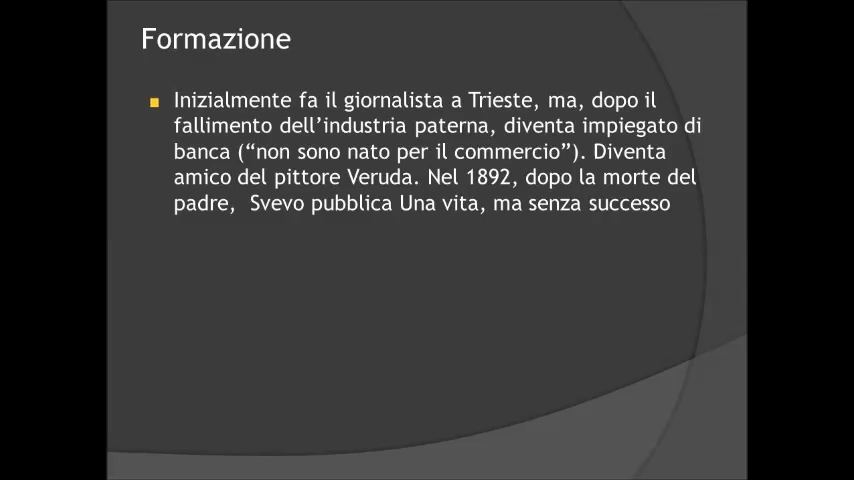 Formazione
Inizialmente fa il giornalista a Trieste, ma, dopo il
fallimento dell’industria paterna, diventa impiegato di
banca (“non sono nato per il commercio”). Diventa
amico del pittore Veruda. Nel 1892, dopo la morte del
padre,  Svevo pubblica Una vita, ma senza successo